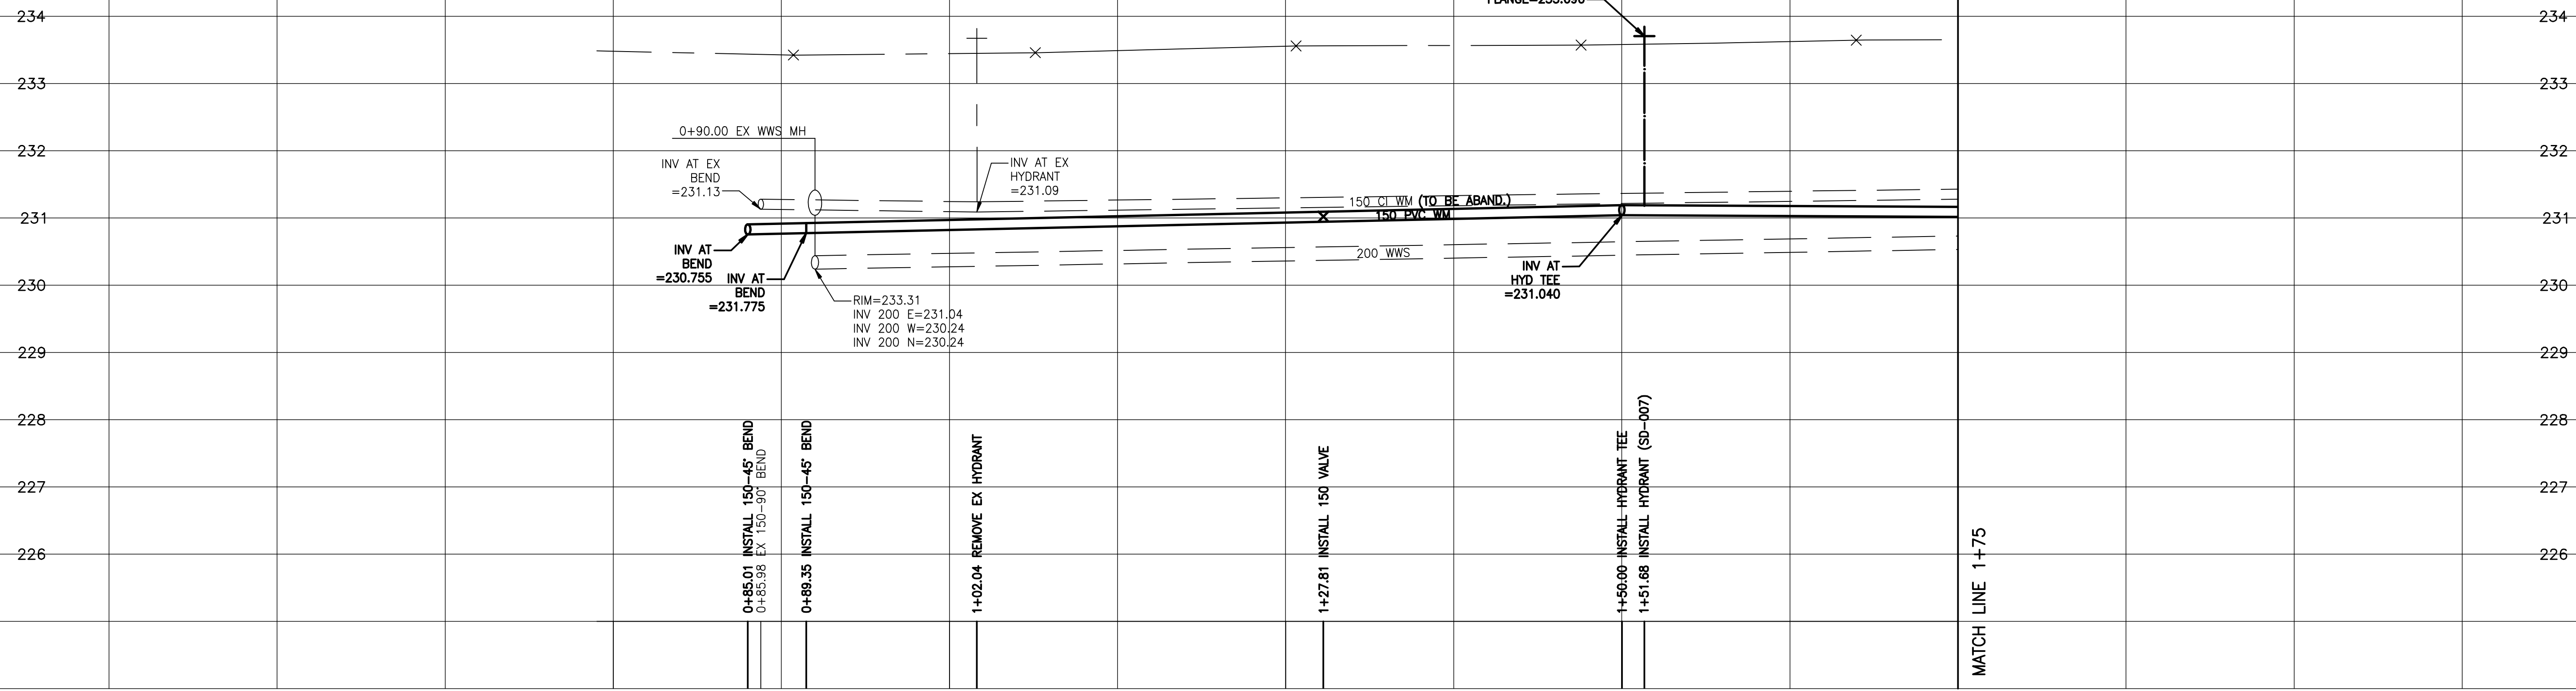 234
234
233
233
0+90.00 EX WWS MH
232
232
INV AT EX
BEND
=231.13
INV AT EX
HYDRANT
=231.09
150 CI WM (TO BE ABAND.)
150 PVC WM
231
231
INV AT
BEND
=230.755
INV AT
BEND
=231.775
200 WWS
INV AT
HYD TEE
=231.040
230
230
RIM=233.31
INV 200 E=231.04
INV 200 W=230.24
INV 200 N=230.24
229
229
228
228
227
227
226
226
0+85.01 INSTALL 150-45° BEND
0+85.98 EX 150-90° BEND
0+89.35 INSTALL 150-45° BEND
1+02.04 REMOVE EX HYDRANT
1+27.81 INSTALL 150 VALVE
1+50.00 INSTALL HYDRANT TEE
1+51.68 INSTALL HYDRANT (SD-007)
MATCH LINE 1+75